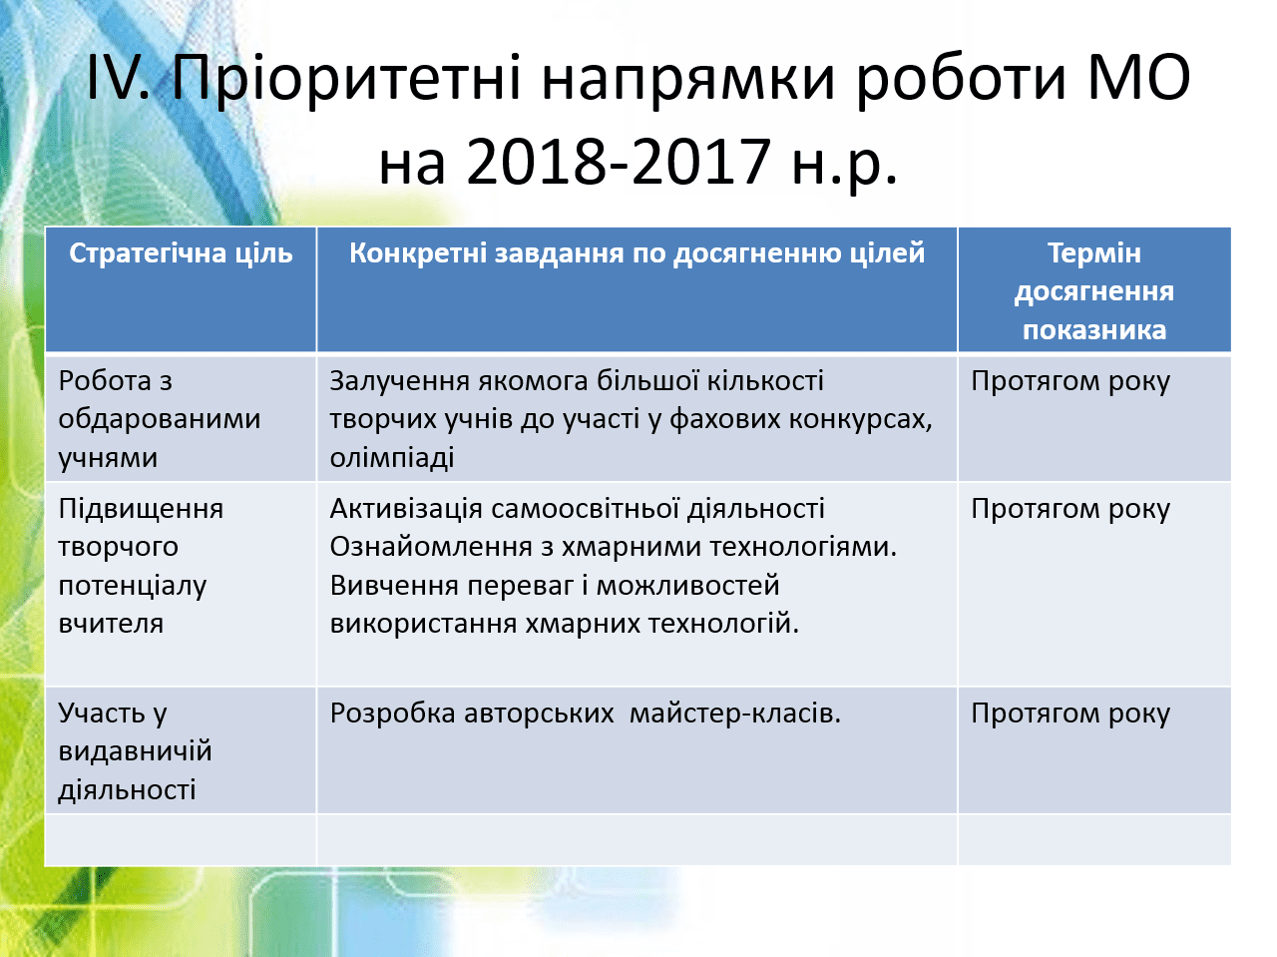 IV. Пріоритетні напрямки роботи МО
на 2018-2017 н.р.
Стратегічна ціль
Конкретні завдання по досягненню цілей
Термін
досягнення
показника
Робота з
обдарованими
учнями
Залучення якомога більшої кількості
творчих учнів до участі у фахових конкурсах,
олімпіаді
Протягом року
Підвищення
творчого
потенціалу
вчителя
Активізація самоосвітньої діяльності
Ознайомлення з хмарними технологіями.
Вивчення переваг і можливостей
використання хмарних технологій.
Протягом року
Участь у
видавничій
діяльності
Розробка авторських  майстер-класів.
Протягом року